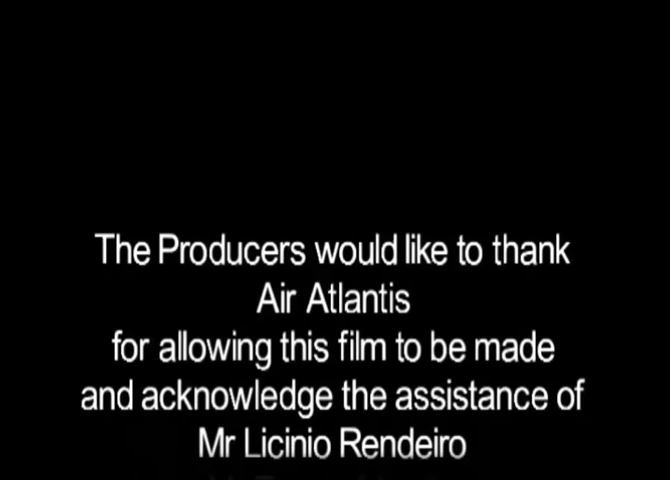 The Producers would like to thank
Air Atlantis
for allowing this film to be made
and acknowledge the assistance of
Mr Licinio Rendeiro